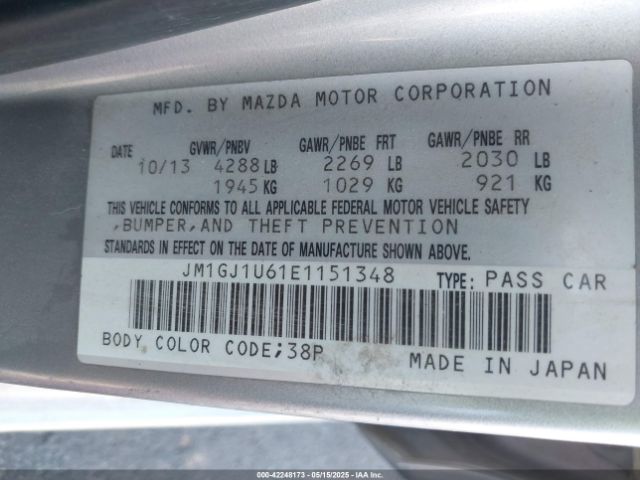 MFD. BY MAZDA MOTOR CORPORATION
DATE GVWR/PNBV GAWR/PNBE FRT GAWR/PNBE RR
10/13 4288 LB 2269 LB 2030 LB
1945 KG 1029 KG 921 KG
THIS VEHICLE CONFORMS TO ALL APPLICABLE FEDERAL MOTOR VEHICLE SAFETY
,BUMPER,AND THEFT PREVENTION
STANDARDS IN EFFECT ON THE DATE OF MANUFACTURE SHOWN ABOVE.
JM1GJ1U61E1151348 TYPE: PASS CAR
BODY COLOR CODE;38P MADE IN JAPAN
000-42248173 - 05/15/2025 - IAAI.COM